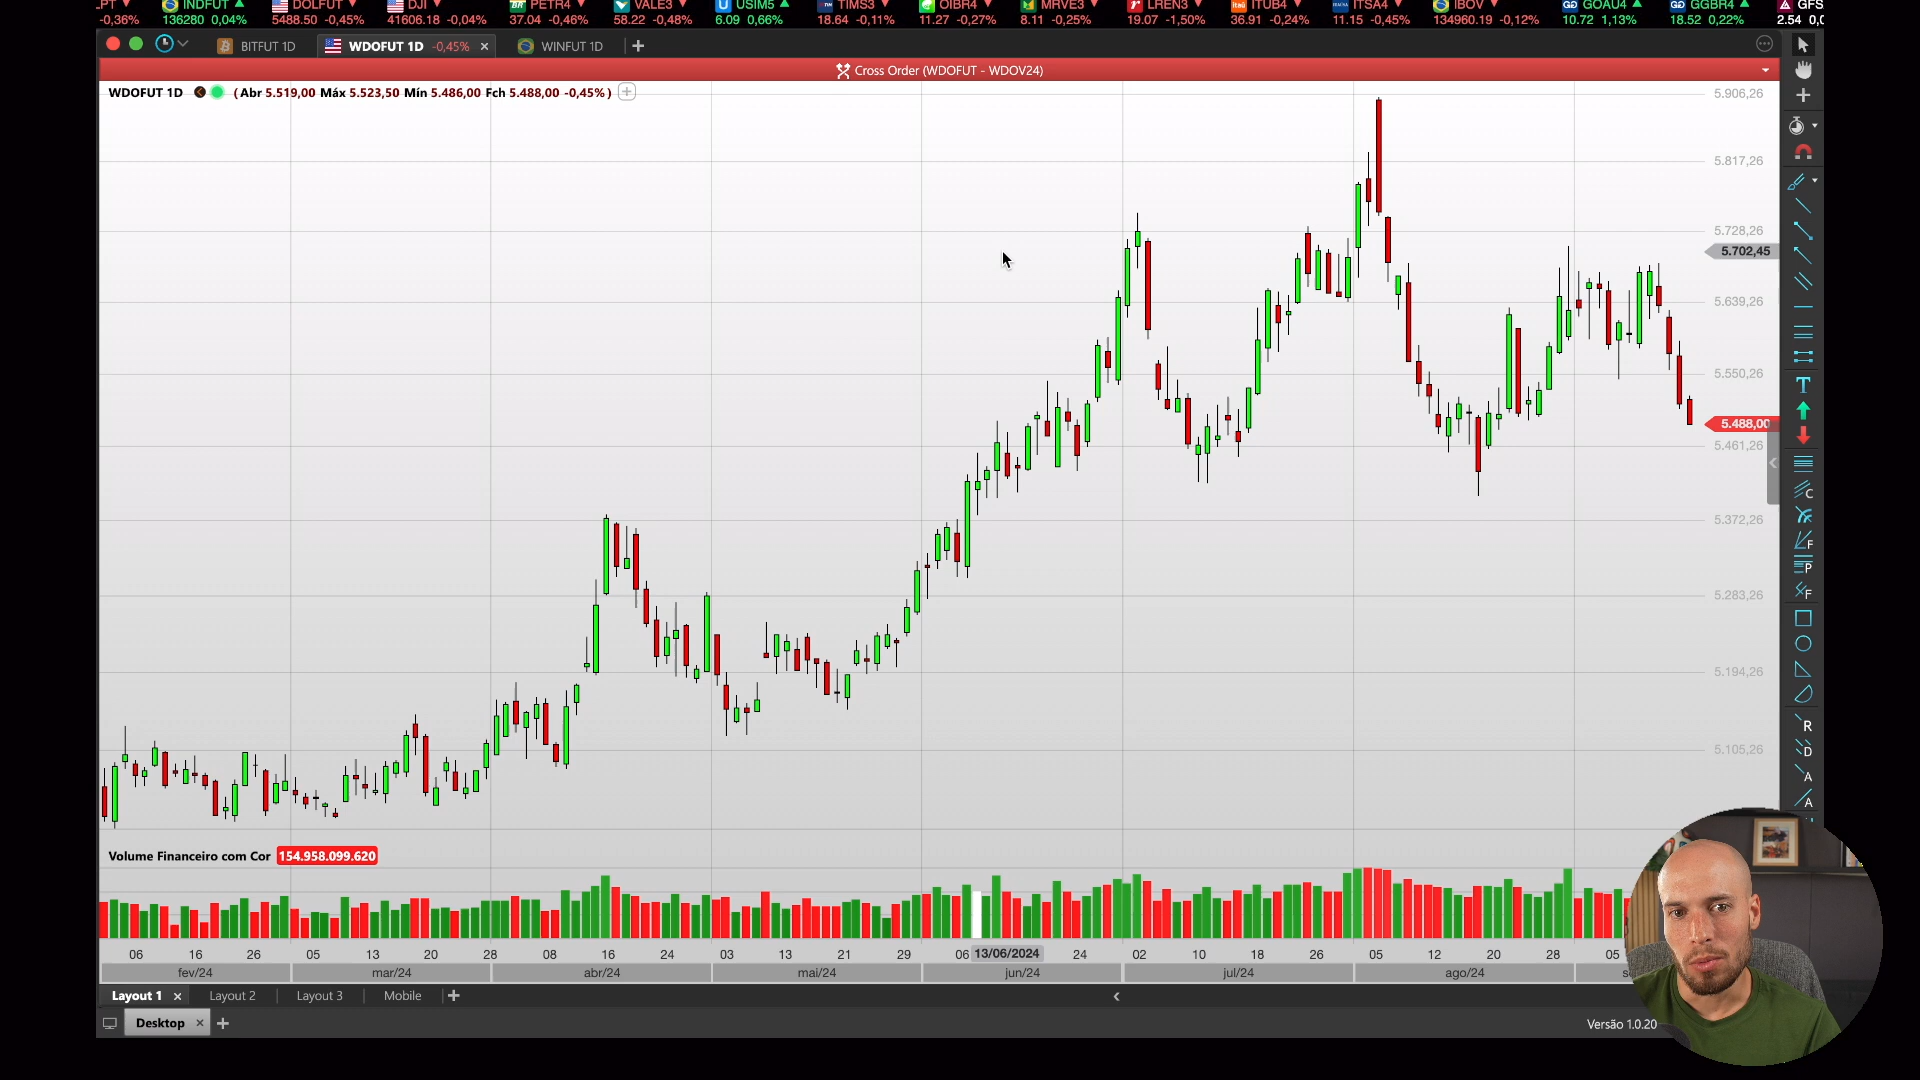 PT INDFUT DOLFUT DJI PETR4 VALE3 USIM5 TIMS3 OIBR4 MRVE3 LREN3 ITUB4 ITSA4 IBOV GOAU4 GGBR4 GFS
-0,36% 136280 0,04% 5488.50 -0,45% 41606.18 -0,04% 37.04 -0,46% 58.22 -0,48% 6.09 0,66% 18.64 -0,11% 11.27 -0,27% 8.11 -0,25% 19.07 -1,50% 36.91 -0,24% 11.15 -0,45% 134960.19 -0,12% 10.72 1,13% 18.52 0,22% 2.54
BITFUT 1D WDOFUT 1D -0,45% WINFUT 1D
Cross Order (WDOFUT - WDOV24)
WDOFUT 1D ( Abr 5.519,00 Máx 5.523,50 Mín 5.486,00 Fch 5.488,00 -0,45% )
5.906,26
5.817,26
5.728,26
5.702,45
5.639,26
5.550,26
5.488,00
5.461,26
5.372,26
5.283,26
5.194,26
5.105,26
T
C
F
P
F
R
D
A
A
Volume Financeiro com Cor 154.958.099.620
06 16 26 05 13 20 28 08 16 24 03 13 21 29 06 13/06/2024 24 02 10 18 26 05 12 20 28 05
fev/24 mar/24 abr/24 mai/24 jun/24 jul/24 ago/24
Layout 1 Layout 2 Layout 3 Mobile
Desktop Versão 1.0.20